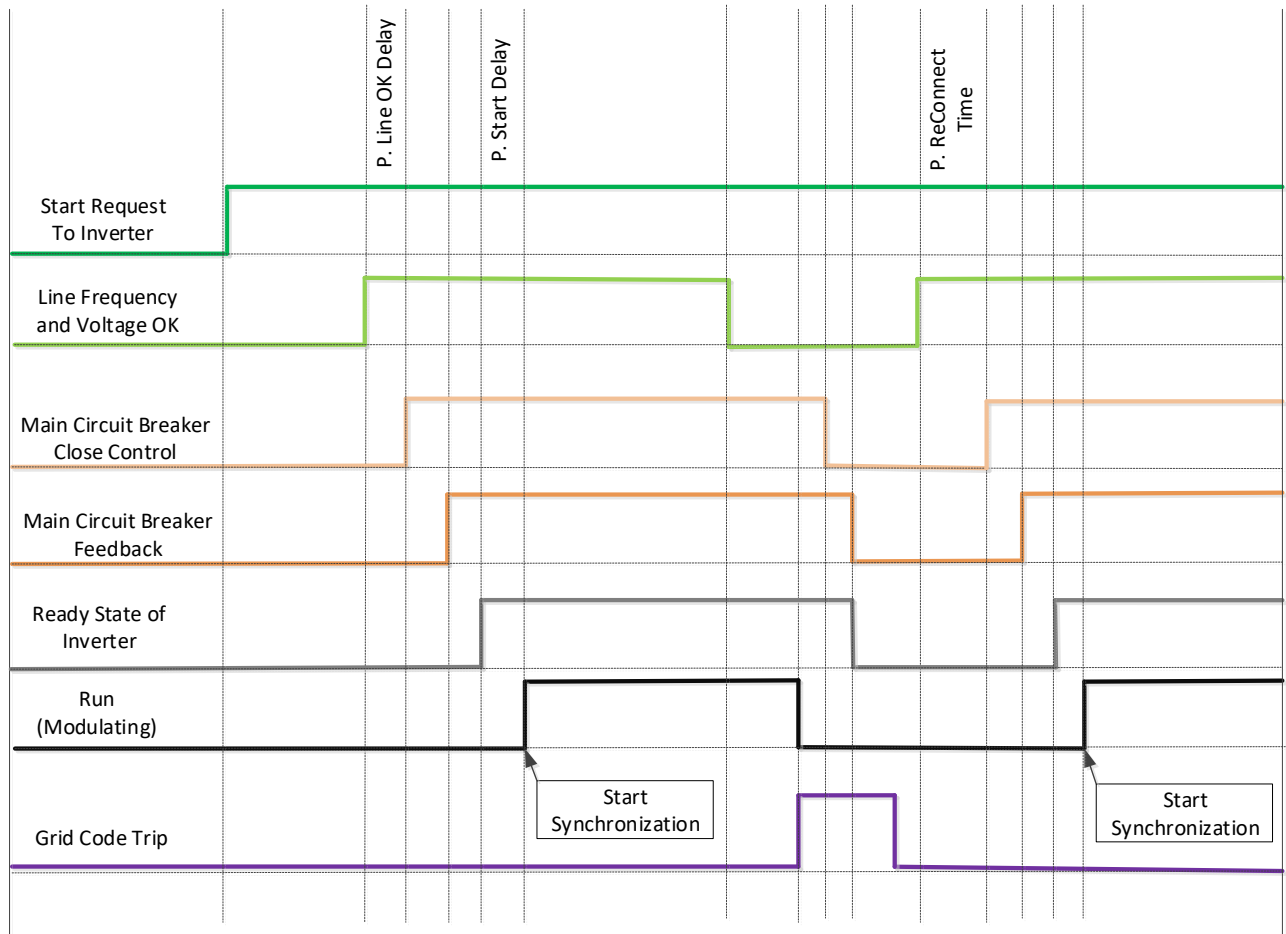 P. Line OK Delay
P. Start Delay
P. ReConnect
Time
Start Request
To Inverter
Line Frequency
and Voltage OK
Main Circuit Breaker
Close Control
Main Circuit Breaker
Feedback
Ready State of
Inverter
Run
(Modulating)
Start
Synchronization
Start
Synchronization
Grid Code Trip